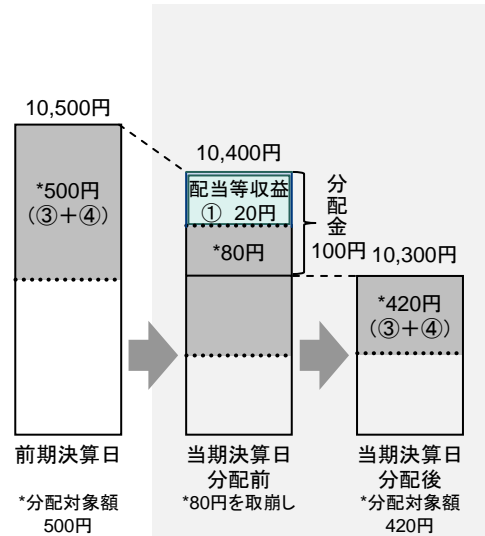 10,500円
*500円
(③+④)
10,400円
配当等収益
① 20円
*80円
分配金
100円
10,300円
*420円
(③+④)
前期決算日
*分配対象額
500円
当期決算日
分配前
*80円を取崩し
当期決算日
分配後
*分配対象額
420円